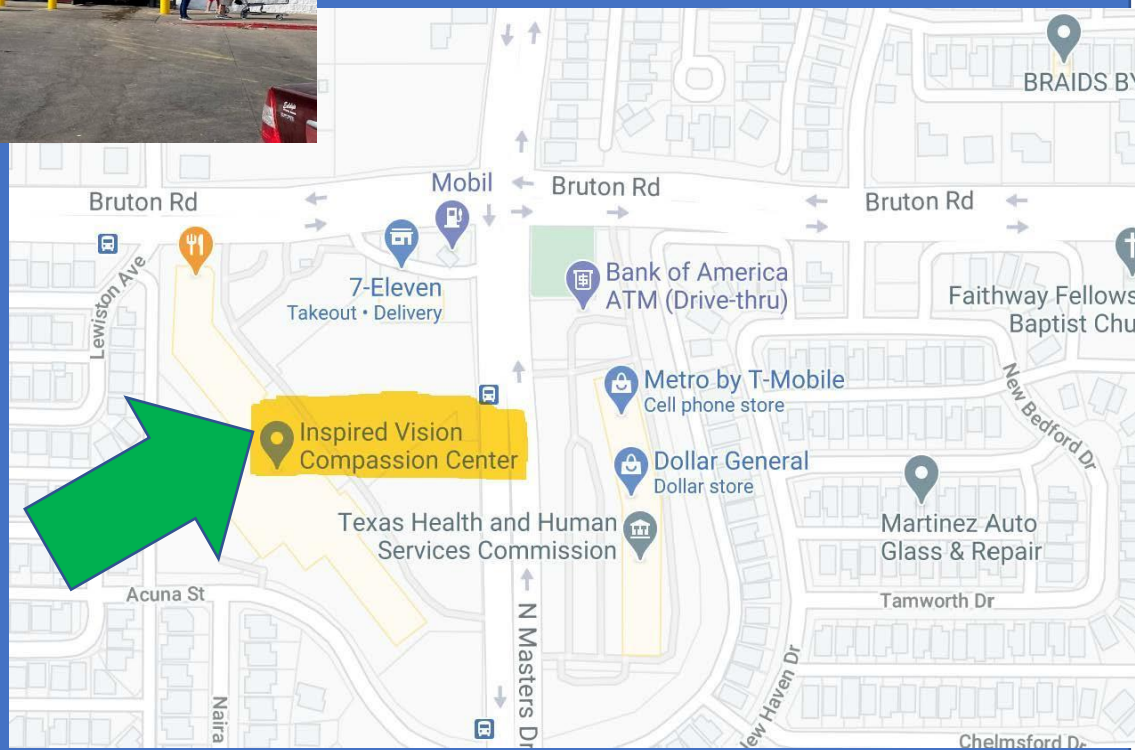 BRAIDS BY
Bruton Rd
Mobil
Bruton Rd
Bruton Rd
Lewiston Ave
7-Eleven
Takeout • Delivery
Bank of America
ATM (Drive-thru)
Faithway Fellows
Baptist Chu
Metro by T-Mobile
Cell phone store
New Bedford Dr
Inspired Vision
Compassion Center
Dollar General
Dollar store
Texas Health and Human
Services Commission
Martinez Auto
Glass & Repair
Acuna St
Tamworth Dr
N Masters Dr
Naira
New Haven Dr
Chelmsford Dr